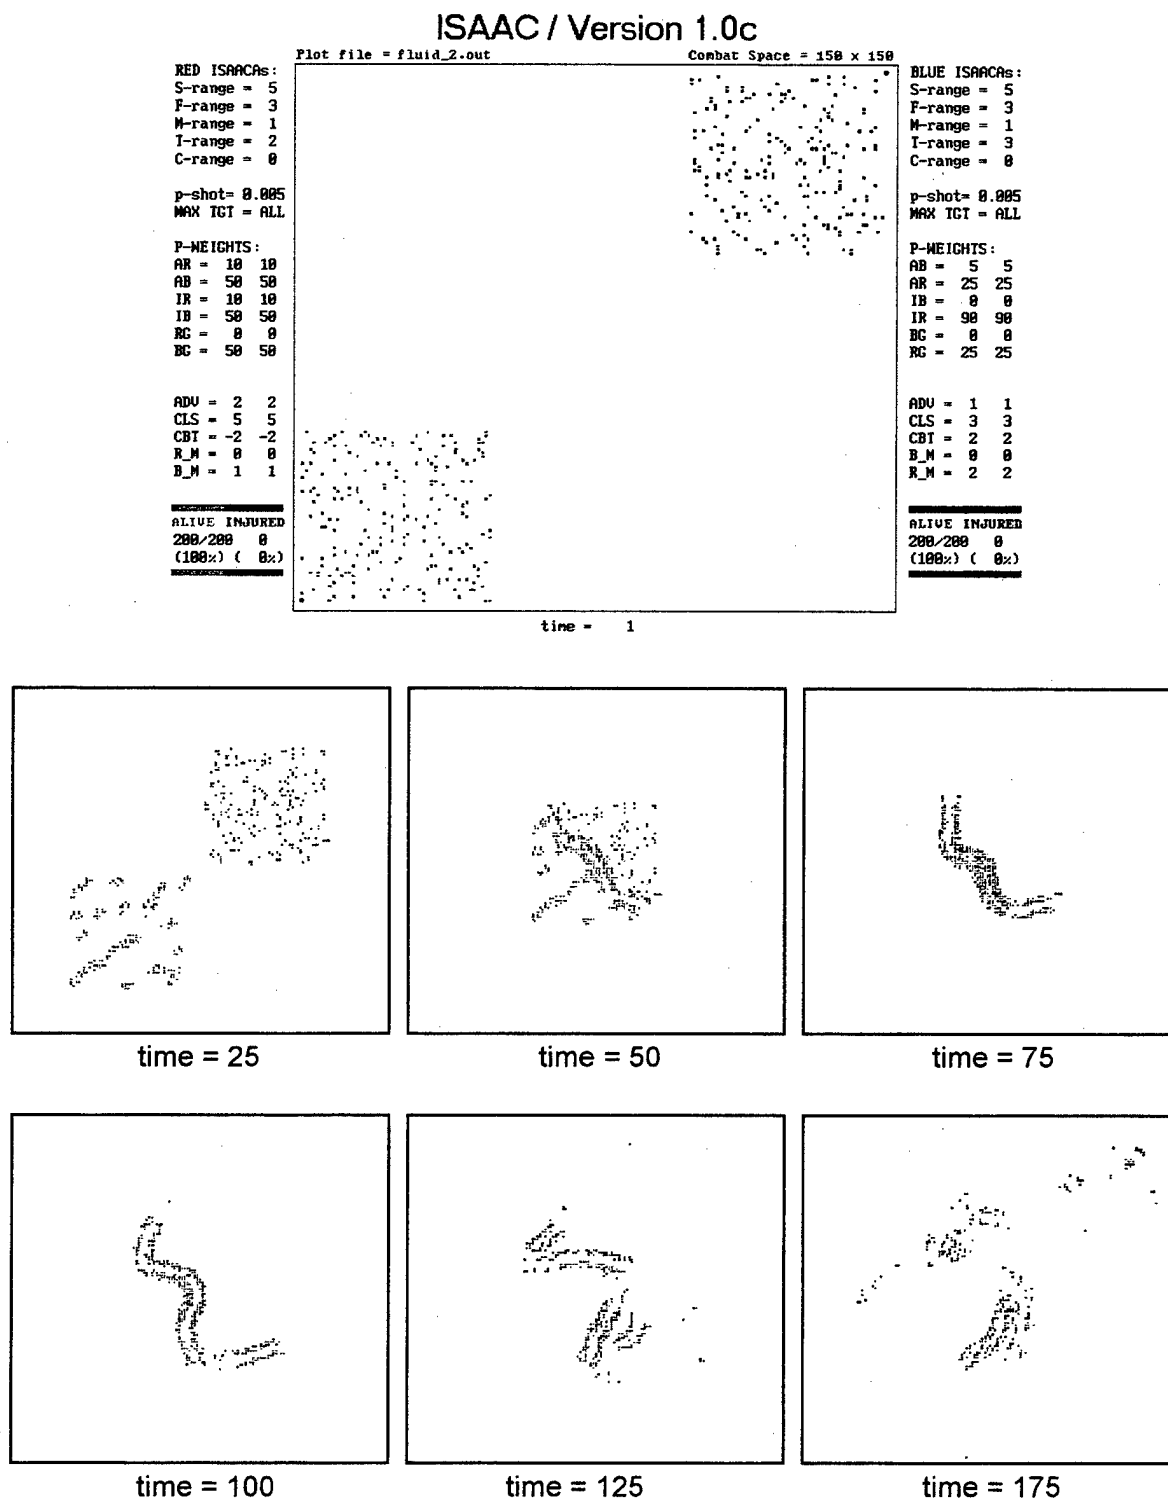 ISAAC / Version 1.0c
Plot file = fluid_2.out
Combat Space = 150 x 150
RED ISAACAs:
S-range = 5
F-range = 3
M-range = 1
T-range = 2
C-range = 0
p-shot= 0.005
MAX TGT = ALL
P-WEIGHTS:
AR = 10 10
AB = 50 50
IR = 10 10
IB = 50 50
RG = 0 0
BG = 50 50
ADV = 2 2
CLS = 5 5
CBT = -2 -2
R_M = 0 0
B_M = 1 1
ALIVE INJURED
200/200 0
(100%) ( 0%)
BLUE ISAACAs:
S-range = 5
F-range = 3
M-range = 1
T-range = 3
C-range = 0
p-shot= 0.005
MAX TGT = ALL
P-WEIGHTS:
AB = 5 5
AR = 25 25
IB = 0 0
IR = 90 90
BG = 0 0
RG = 25 25
ADV = 1 1
CLS = 3 3
CBT = 2 2
B_M = 0 0
R_M = 2 2
ALIVE INJURED
200/200 0
(100%) ( 0%)
time = 1
time = 25
time = 50
time = 75
time = 100
time = 125
time = 175